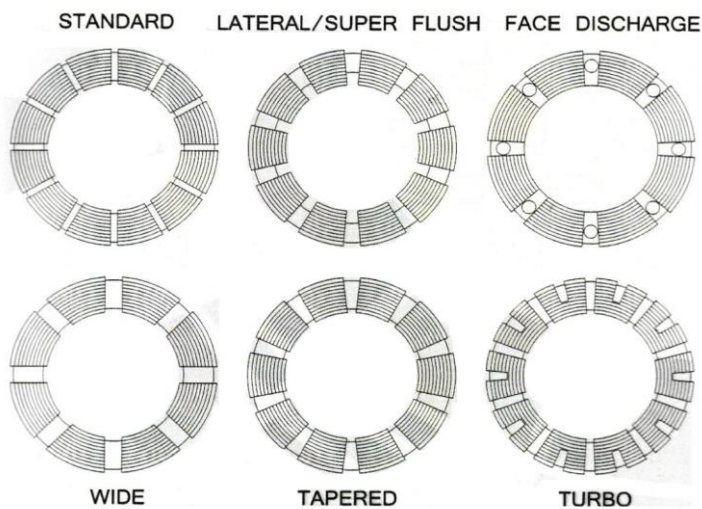 STANDARD LATERAL/SUPER FLUSH FACE DISCHARGE
WIDE TAPERED TURBO